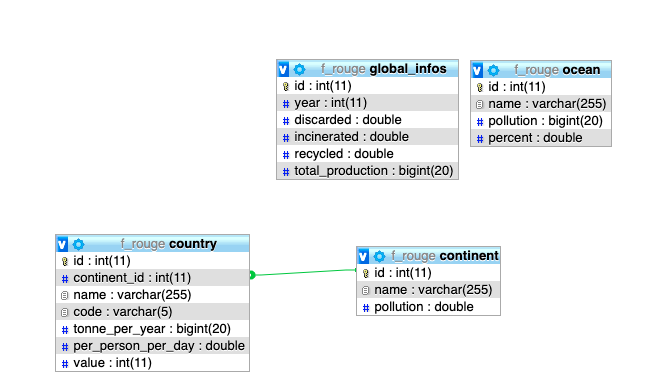 f_rouge global_infos
id : int(11)
year : int(11)
discarded : double
incinerated : double
recycled : double
total_production : bigint(20)
f_rouge ocean
id : int(11)
name : varchar(255)
pollution : bigint(20)
percent : double
f_rouge country
id : int(11)
continent_id : int(11)
name : varchar(255)
code : varchar(5)
tonne_per_year : bigint(20)
per_person_per_day : double
value : int(11)
f_rouge continent
id : int(11)
name : varchar(255)
pollution : double